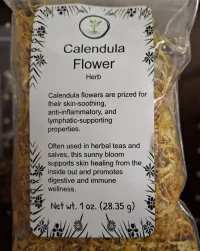 Calendula
Flower
Herb
Calendula flowers are prized for
their skin-soothing,
anti-inflammatory, and
lymphatic-supporting
properties.
Often used in herbal teas and
salves, this sunny bloom
supports skin healing from the
inside out and promotes
digestive and immune
wellness.
Net wt. 1 oz. (28.35 g)